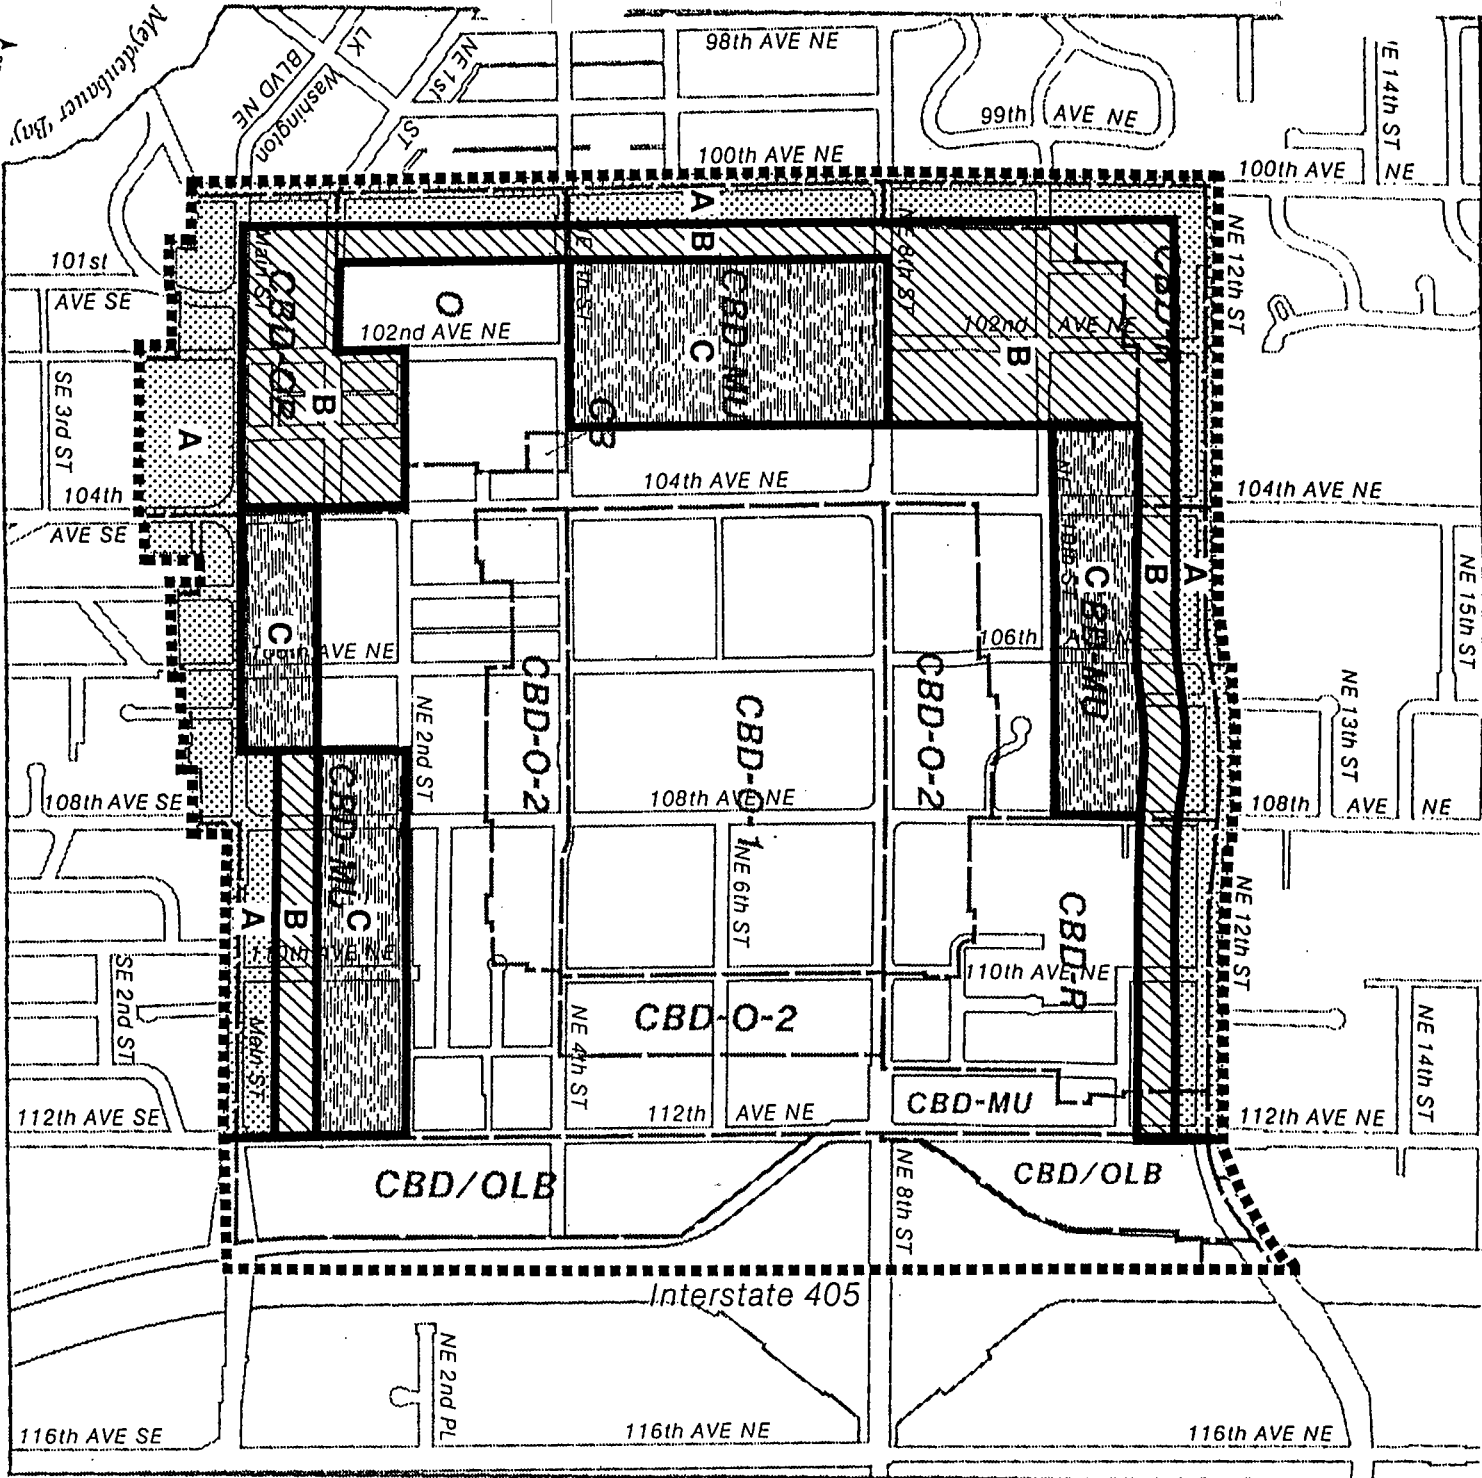 Meydenbauer Bay
LK
Washington
BLVD NE
NE 1st
ST
98th AVE NE
99th AVE NE
100th AVE NE
NE 14th ST
100th AVE NE
A
B
101st
AVE SE
Main ST
CBD-OB
B
O
102nd AVE NE
CBD-MU
C
NE 8th ST
102nd AVE NE
B
NE 12th ST
SE 3rd ST
A
CB
104th
AVE SE
104th AVE NE
104th AVE NE
C
AVE NE
NE 2nd ST
CBD-O-2
CBD-O-1
CBD-O-2
106th
C
CBD-MU
B
A
NE 15th ST
NE 13th ST
108th AVE SE
108th AVE NE
108th AVE NE
CBD-MU
C
B
A
110th AVE NE
NE 6th ST
CBD-R
110th AVE NE
NE 12th ST
SE 2nd ST
Main ST
CBD-O-2
NE 4th ST
NE 14th ST
112th AVE SE
112th AVE NE
CBD-MU
112th AVE NE
CBD/OLB
CBD/OLB
NE 8th ST
Interstate 405
NE 2nd PL
116th AVE SE
116th AVE NE
116th AVE NE